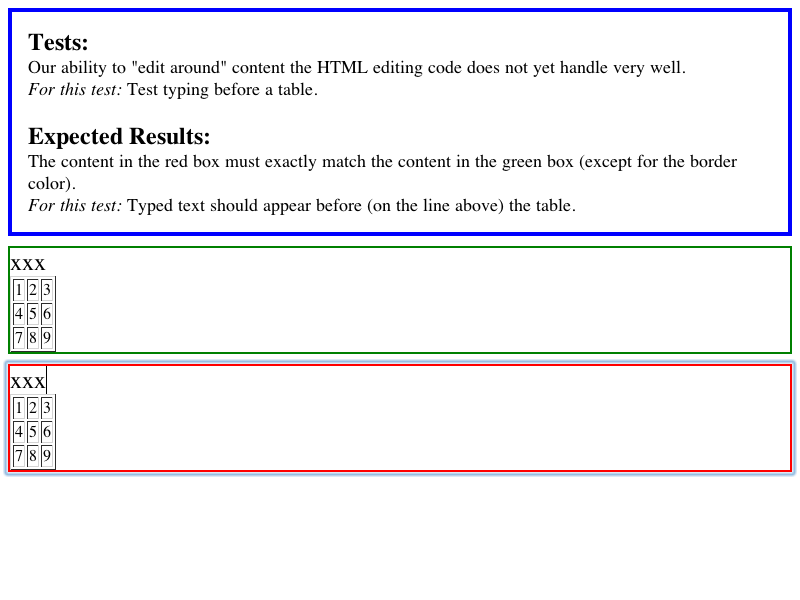 Tests:
Our ability to "edit around" content the HTML editing code does not yet handle very well.
For this test: Test typing before a table.
Expected Results:
The content in the red box must exactly match the content in the green box (except for the border
color).
For this test: Typed text should appear before (on the line above) the table.
xxx
1 2 3
4 5 6
7 8 9
xxx
1 2 3
4 5 6
7 8 9